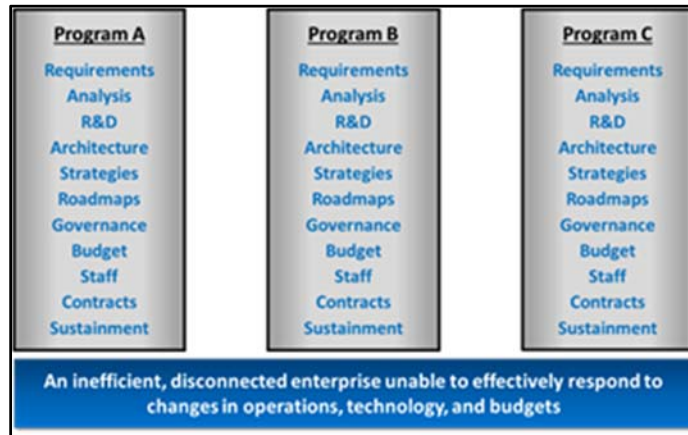 Program A
Requirements
Analysis
R&D
Architecture
Strategies
Roadmaps
Governance
Budget
Staff
Contracts
Sustainment
Program B
Requirements
Analysis
R&D
Architecture
Strategies
Roadmaps
Governance
Budget
Staff
Contracts
Sustainment
Program C
Requirements
Analysis
R&D
Architecture
Strategies
Roadmaps
Governance
Budget
Staff
Contracts
Sustainment
An inefficient, disconnected enterprise unable to effectively respond to
changes in operations, technology, and budgets